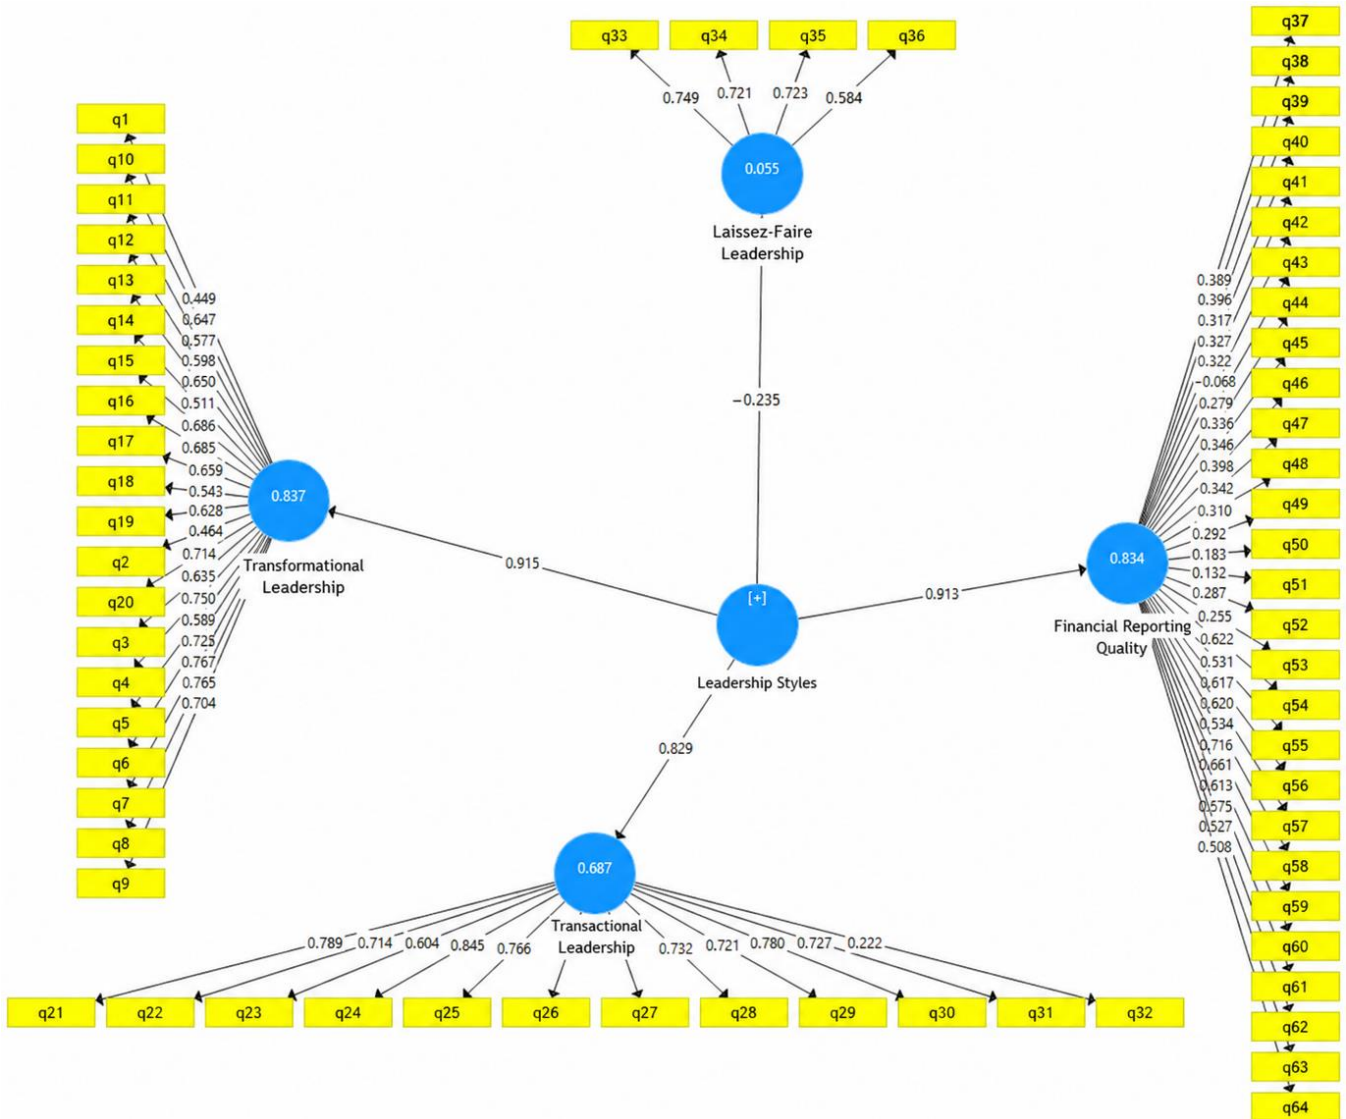 q33 q34 q35 q36
0.749 0.721 0.723 0.584
0.055
Laissez-Faire
Leadership
−0.235
q1
q10
q11
q12
q13
q14
q15
q16
q17
q18
q19
q2
q20
q3
q4
q5
q6
q7
q8
q9
0.449
0.647
0.577
0.598
0.650
0.511
0.686
0.685
0.659
0.543
0.628
0.464
0.714
0.635
0.750
0.589
0.725
0.767
0.765
0.704
0.837
Transformational
Leadership
0.915
[+]
Leadership Styles
0.913
0.829
0.834
Financial Reporting
Quality
0.389
0.396
0.317
0.327
0.322
−0.068
0.279
0.336
0.346
0.398
0.342
0.310
0.292
0.183
0.132
0.287
0.255
0.622
0.531
0.617
0.620
0.534
0.716
0.661
0.613
0.575
0.527
0.508
q37
q38
q39
q40
q41
q42
q43
q44
q45
q46
q47
q48
q49
q50
q51
q52
q53
q54
q55
q56
q57
q58
q59
q60
q61
q62
q63
q64
0.687
Transactional
Leadership
0.789 0.714 0.604 0.845 0.766 0.732 0.721 0.780 0.727 0.222
q21 q22 q23 q24 q25 q26 q27 q28 q29 q30 q31 q32